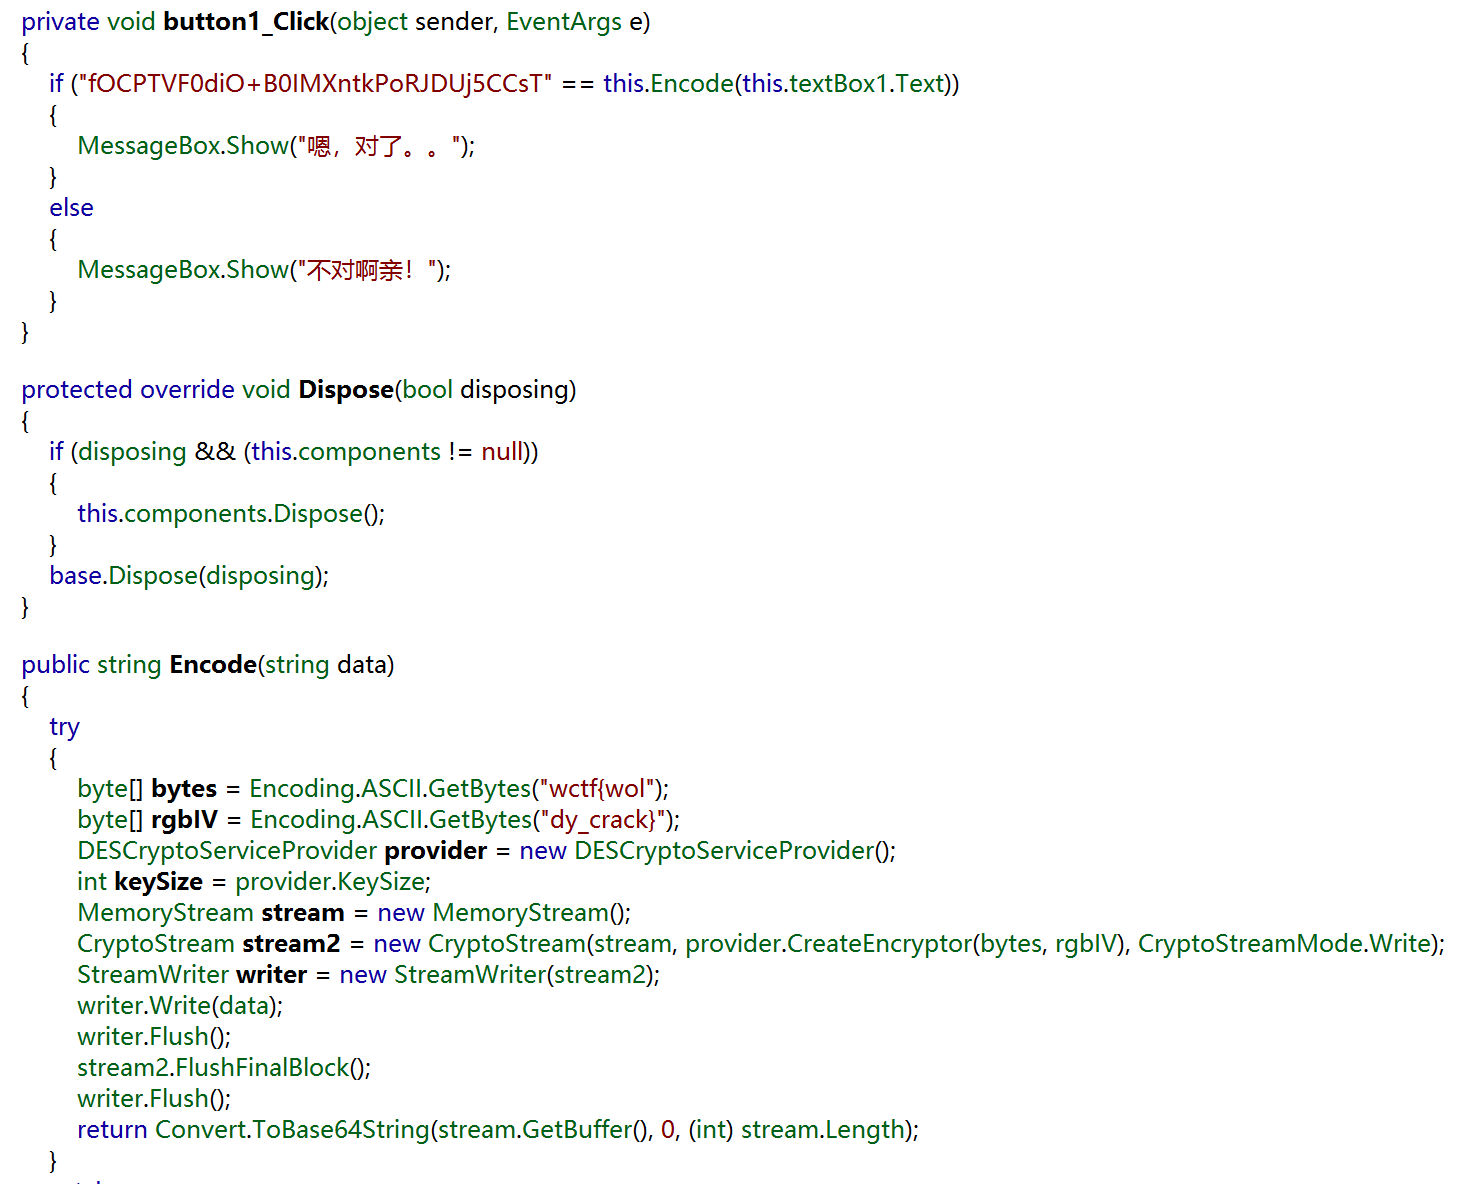 private void button1_Click(object sender, EventArgs e)
{
if ("fOCPTVF0diO+B0IMXntkPoRJDUj5CCsT" == this.Encode(this.textBox1.Text))
{
MessageBox.Show("嗯，对了。。");
}
else
{
MessageBox.Show("不对啊亲！");
}
}
protected override void Dispose(bool disposing)
{
if (disposing && (this.components != null))
{
this.components.Dispose();
}
base.Dispose(disposing);
}
public string Encode(string data)
{
try
{
byte[] bytes = Encoding.ASCII.GetBytes("wctf{wol");
byte[] rgbIV = Encoding.ASCII.GetBytes("dy_crack}");
DESCryptoServiceProvider provider = new DESCryptoServiceProvider();
int keySize = provider.KeySize;
MemoryStream stream = new MemoryStream();
CryptoStream stream2 = new CryptoStream(stream, provider.CreateEncryptor(bytes, rgbIV), CryptoStreamMode.Write);
StreamWriter writer = new StreamWriter(stream2);
writer.Write(data);
writer.Flush();
stream2.FlushFinalBlock();
writer.Flush();
return Convert.ToBase64String(stream.GetBuffer(), 0, (int) stream.Length);
}